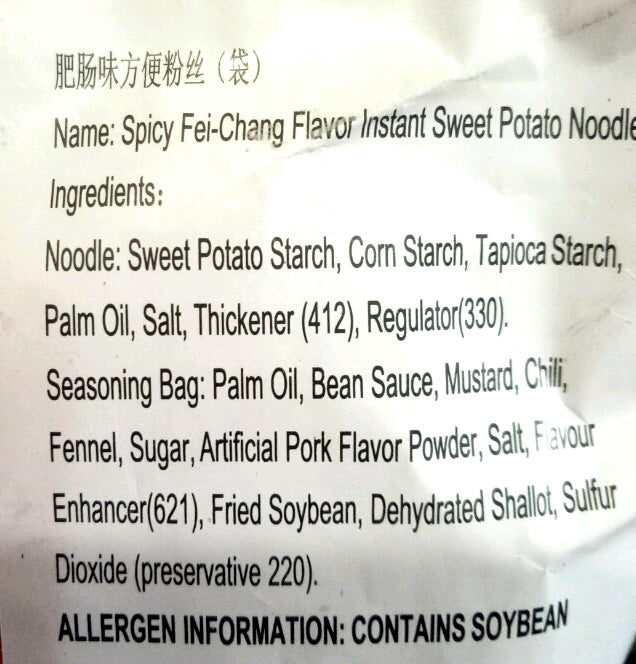 肥肠味方便粉丝（袋）
Name: Spicy Fei-Chang Flavor Instant Sweet Potato Noodle
Ingredients:
Noodle: Sweet Potato Starch, Corn Starch, Tapioca Starch,
Palm Oil, Salt, Thickener (412), Regulator(330).
Seasoning Bag: Palm Oil, Bean Sauce, Mustard, Chili,
Fennel, Sugar, Artificial Pork Flavor Powder, Salt, Flavour
Enhancer(621), Fried Soybean, Dehydrated Shallot, Sulfur
Dioxide (preservative 220).
ALLERGEN INFORMATION: CONTAINS SOYBEAN